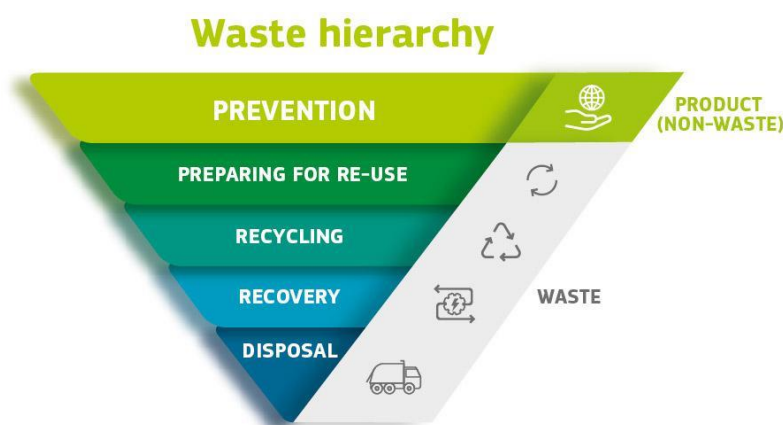 Waste hierarchy
PREVENTION
PRODUCT
(NON-WASTE)
PREPARING FOR RE-USE
RECYCLING
RECOVERY
WASTE
DISPOSAL